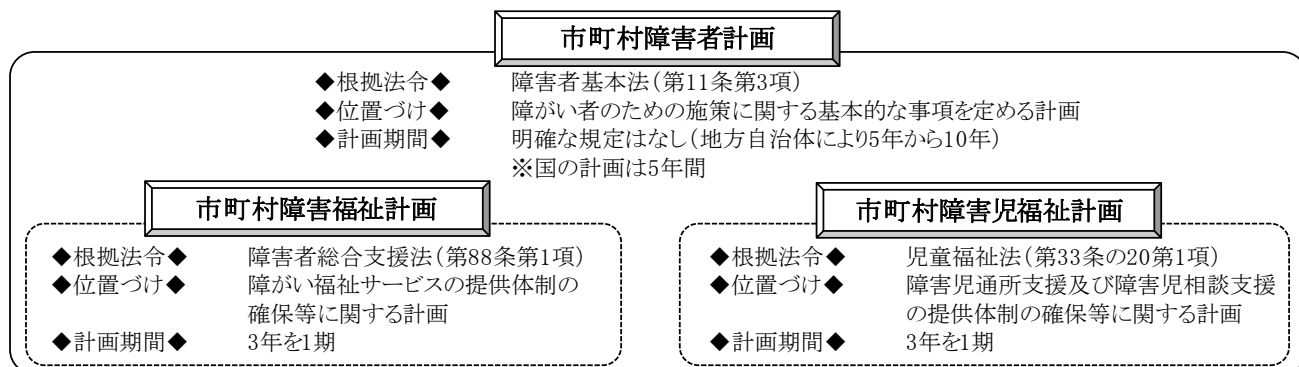 市町村障害者計画
◆根拠法令◆ 障害者基本法(第11条第3項)
◆位置づけ◆ 障がい者のための施策に関する基本的な事項を定める計画
◆計画期間◆ 明確な規定はなし(地方自治体により5年から10年)
※国の計画は5年間
市町村障害福祉計画
◆根拠法令◆ 障害者総合支援法(第88条第1項)
◆位置づけ◆ 障がい福祉サービスの提供体制の
確保等に関する計画
◆計画期間◆ 3年を1期
市町村障害児福祉計画
◆根拠法令◆ 児童福祉法(第33条の20第1項)
◆位置づけ◆ 障害児通所支援及び障害児相談支援
の提供体制の確保等に関する計画
◆計画期間◆ 3年を1期